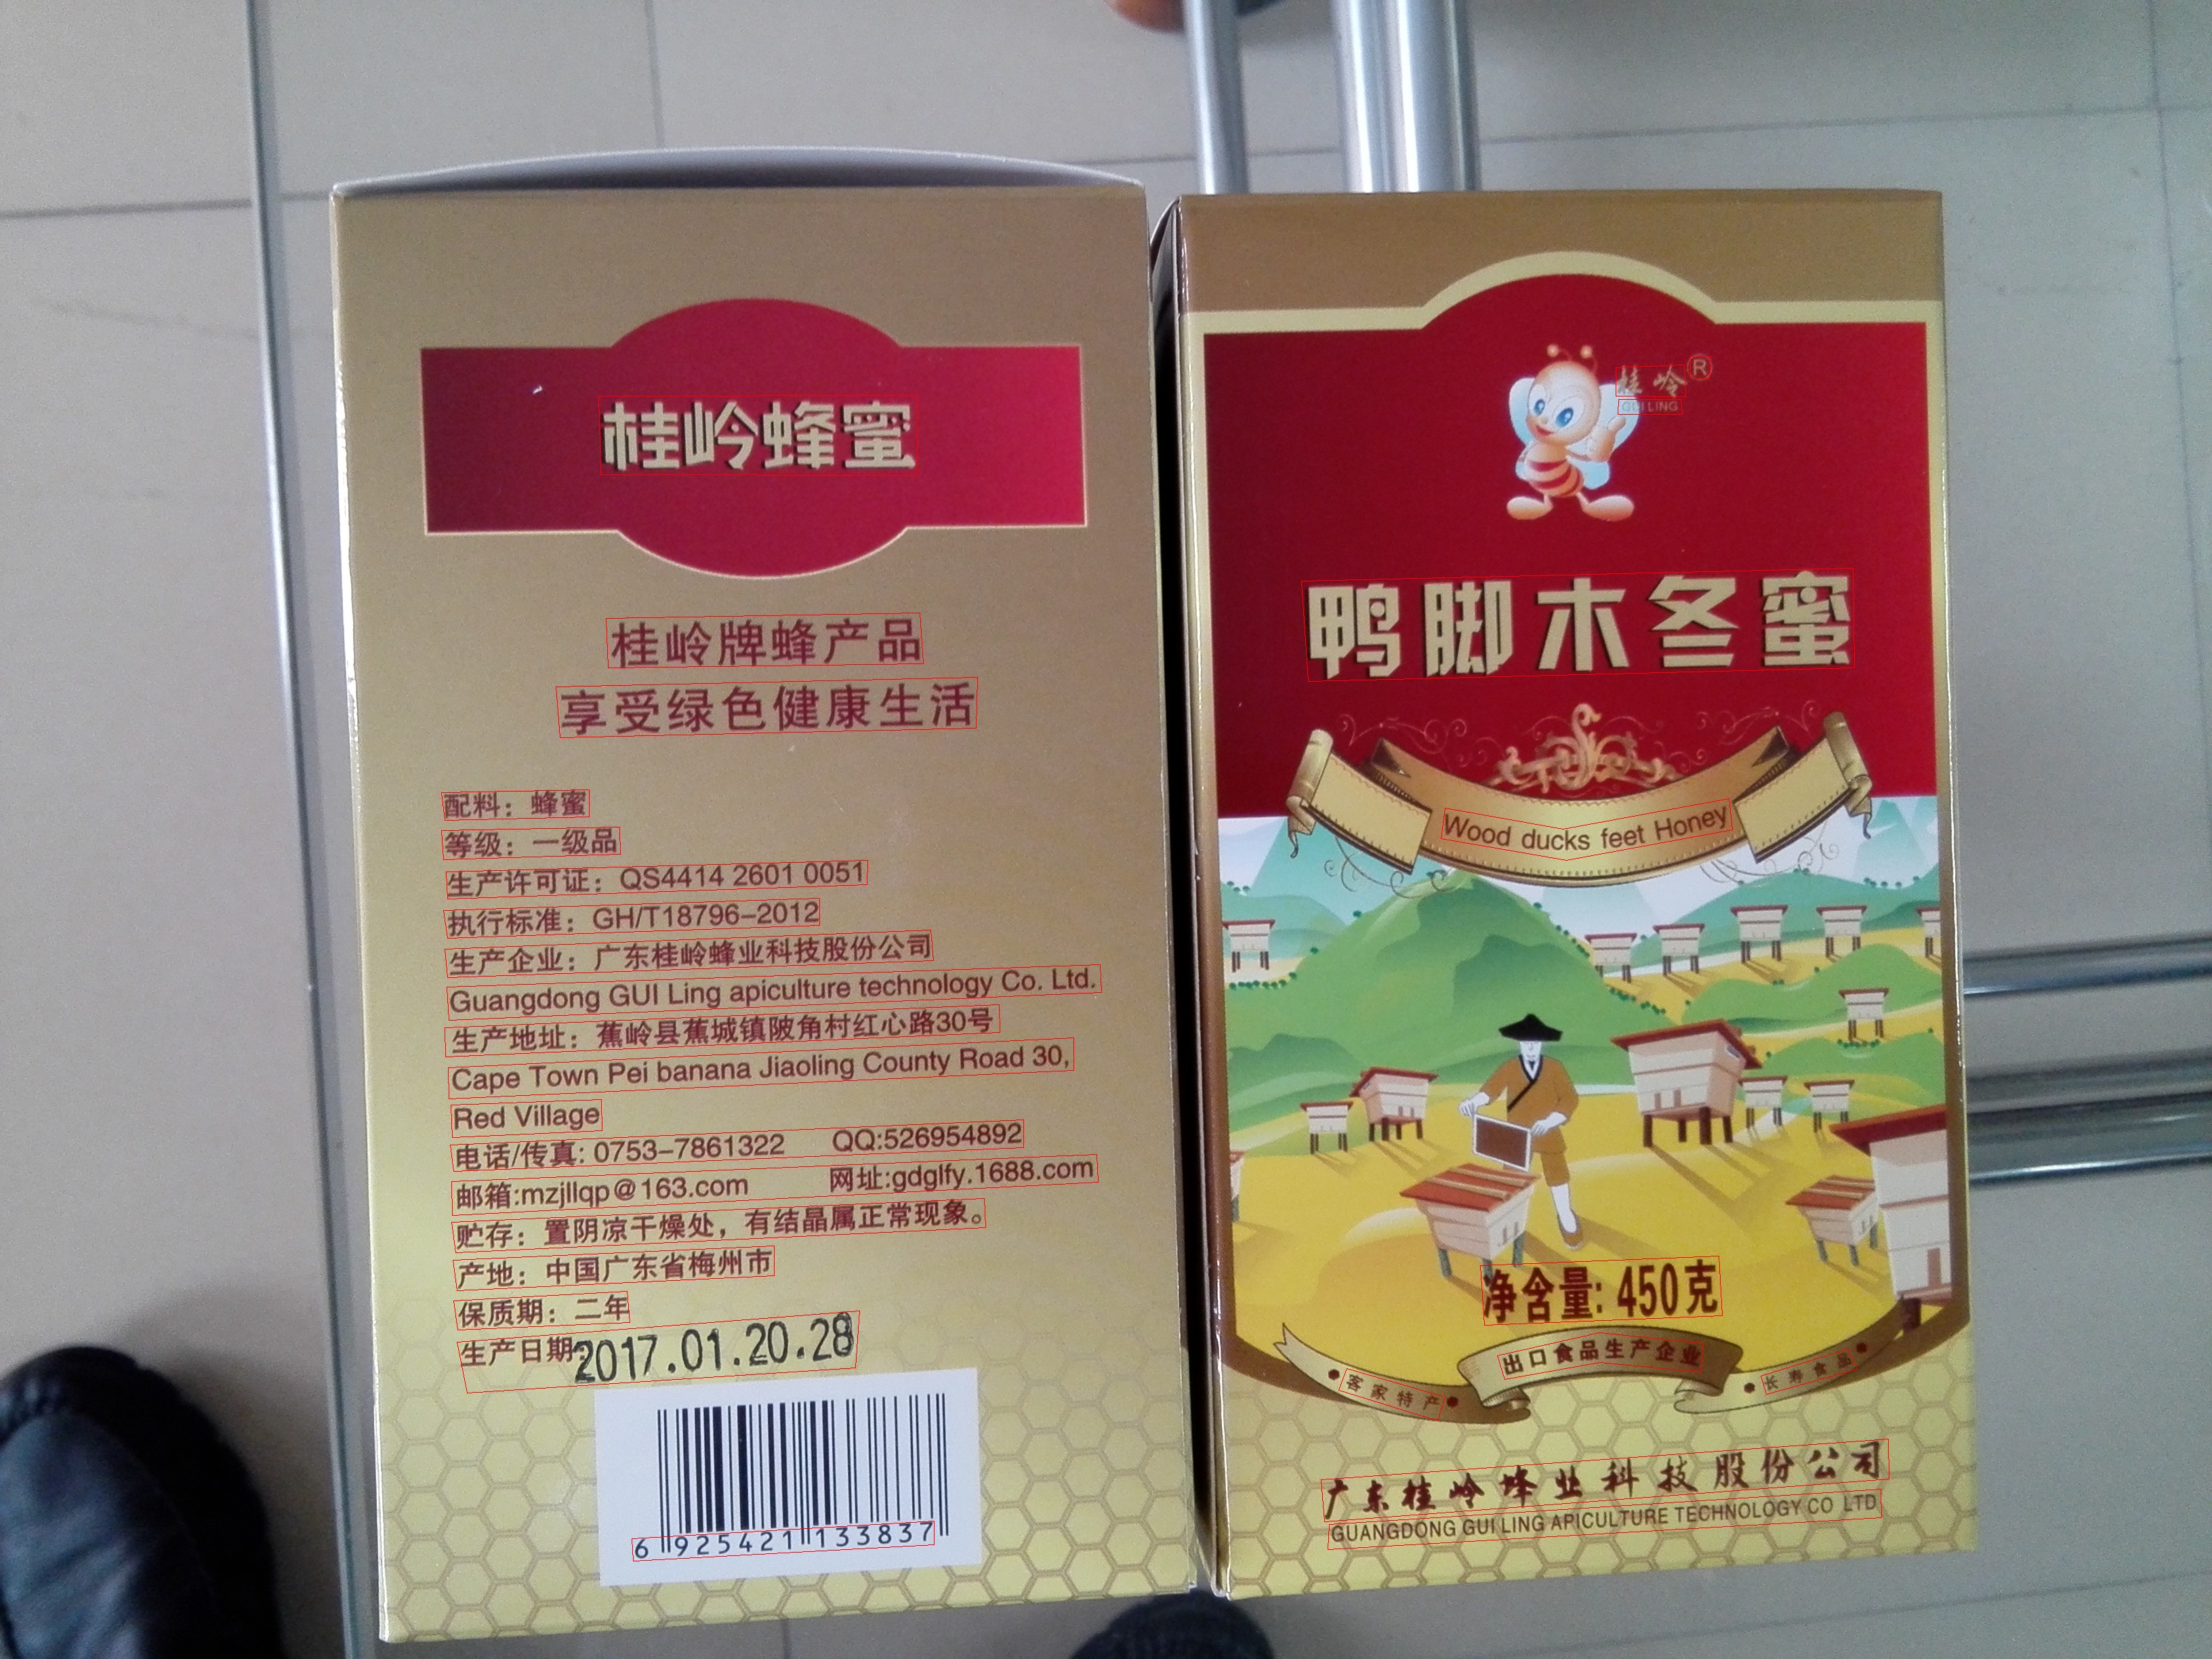 桂岭蜂蜜
桂岭牌蜂产品
享受绿色健康生活
配料：蜂蜜
等级：一级品
生产许可证：QS4414 2601 0051
执行标准：GH/T18796-2012
生产企业：广东桂岭蜂业科技股份公司
Guangdong GUI Ling apiculture technology Co. Ltd.
生产地址：蕉岭县蕉城镇陂角村红心路30号
Cape Town Pei banana Jiaoling County Road 30,
Red Village
电话/传真: 0753-7861322 QQ:526954892
邮箱:mzjllqp@163.com 网址:gdglfy.1688.com
贮存：置阴凉干燥处，有结晶属正常现象。
产地：中国广东省梅州市
保质期：二年
生产日期:2017.01.20.28
6 925421 133837
桂岭®
GUI LING
鸭脚木冬蜜
Wood ducks feet Honey
净含量: 450克
出口食品生产企业
客家特产
长寿食品
广东桂岭蜂业科技股份公司
GUANGDONG GUI LING APICULTURE TECHNOLOGY CO LTD